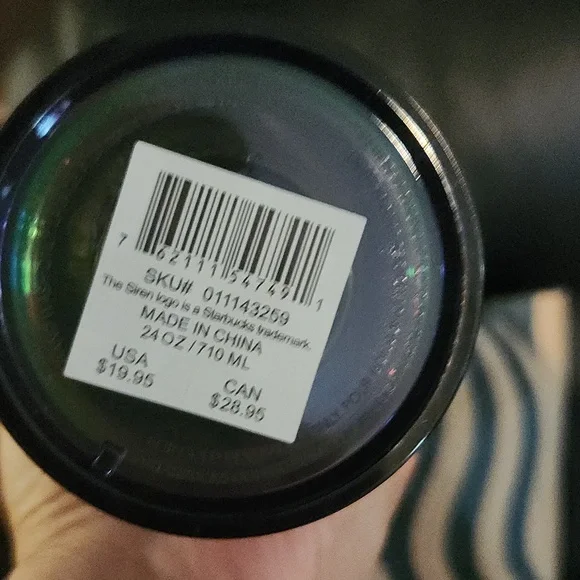 7 62111 54749 1
SKU# 011143259
The Siren logo is a Starbucks trademark.
MADE IN CHINA
24 OZ / 710 ML
USA CAN
$19.95 $28.95